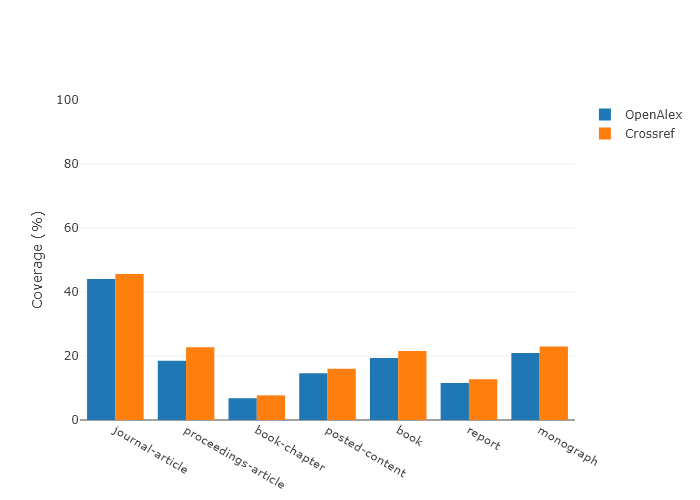 100
80
60
40
20
0
Coverage (%)
journal-article
proceedings-article
book-chapter
posted-content
book
report
monograph
OpenAlex
Crossref